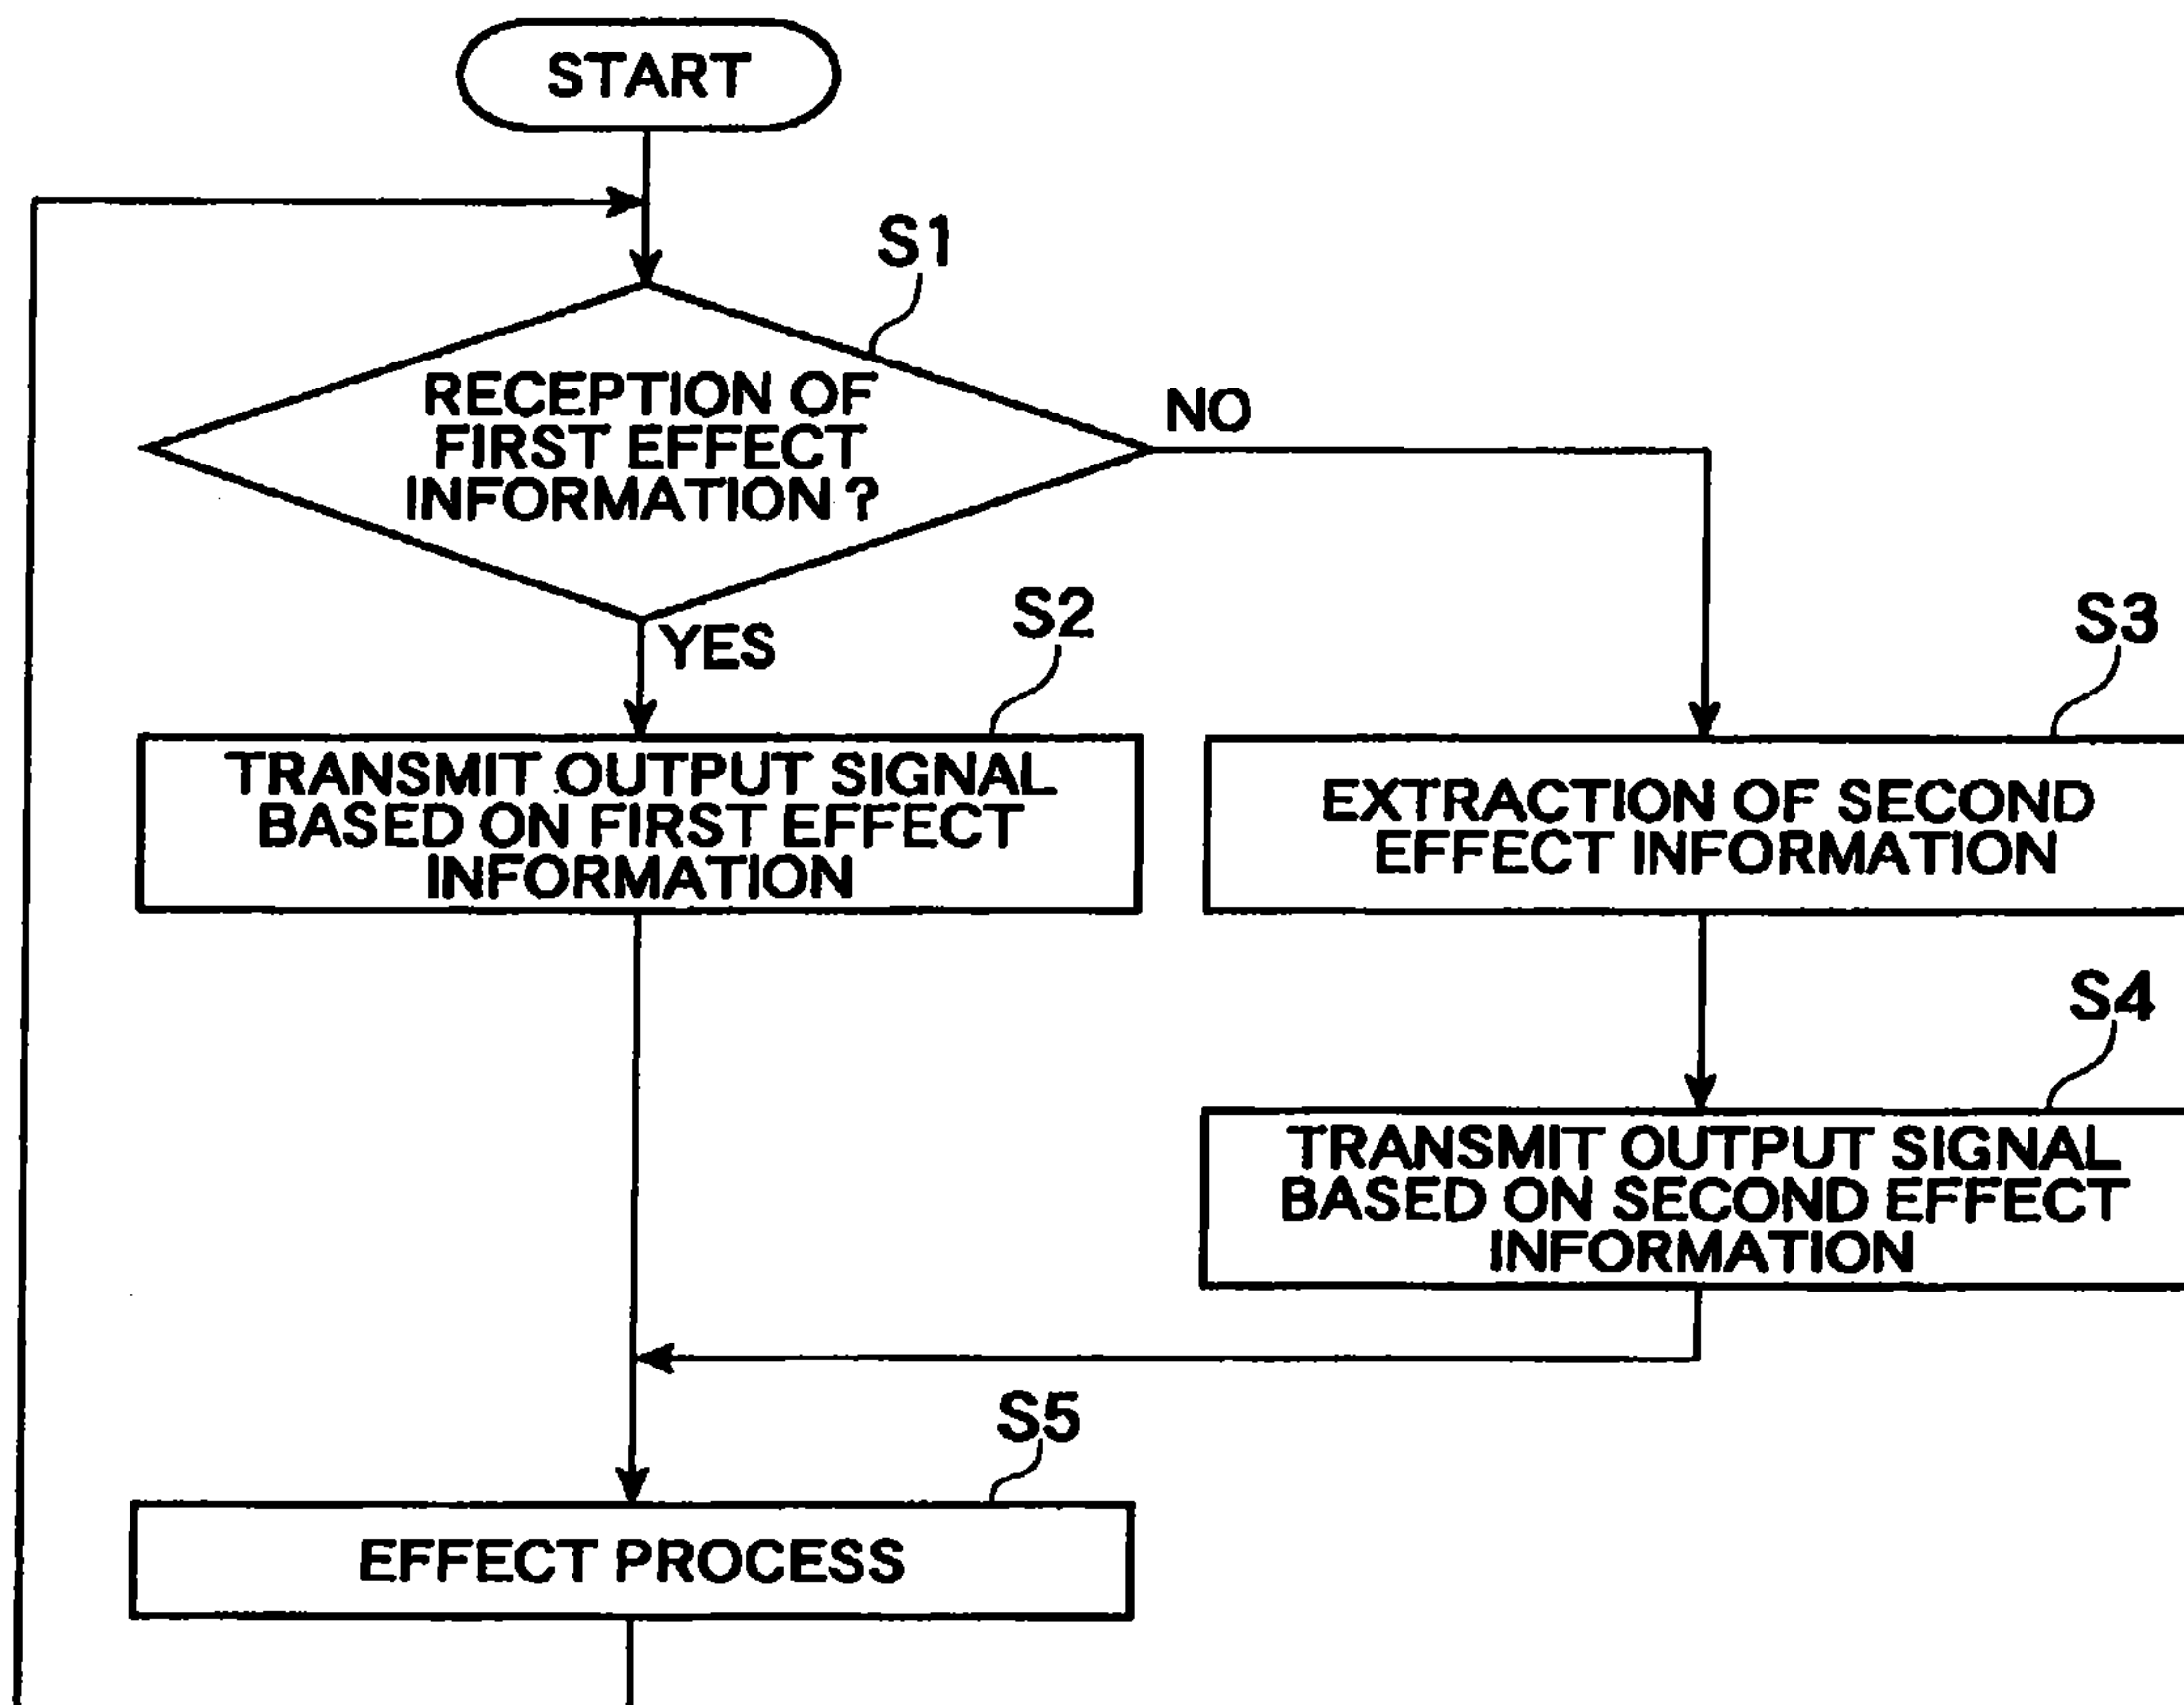 START
S1
RECEPTION OF
FIRST EFFECT
INFORMATION ?
NO
YES
S2
TRANSMIT OUTPUT SIGNAL
BASED ON FIRST EFFECT
INFORMATION
S3
EXTRACTION OF SECOND
EFFECT INFORMATION
S4
TRANSMIT OUTPUT SIGNAL
BASED ON SECOND EFFECT
INFORMATION
S5
EFFECT PROCESS